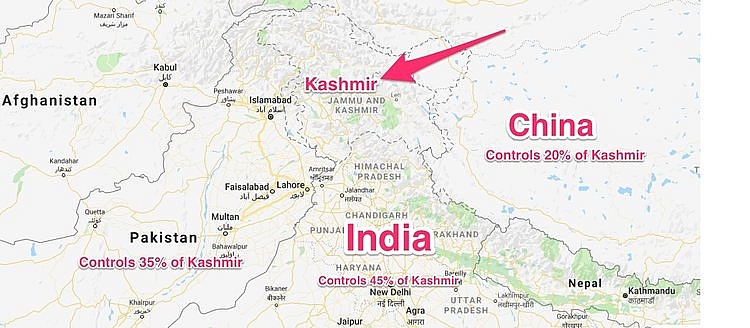 Mazari Sharif
مزار شریف
Kabul
کابل
Peshawar
پشاور
Islamabad
اسلام آباد
Afghanistan
Kashmir
Leh
JAMMU AND
KASHMIR
China
Controls 20% of Kashmir
Kandahar
HIMACHAL
PRADESH
Amritsar
Faisalabad
فیصل آباد
Lahore
لاہور
Jalandhar
Quetta
کوئٹہ
Multan
ملتان
CHANDIGARH
PUNJAB
India
RAKHAND
Pakistan
Bahawalpur
بہاولپور
Controls 35% of Kashmir
HARYANA
Controls 45% of Kashmir
Bareilly
New Delhi
नई दिल्ली
Nepal
Kathmandu
काठमाडौं
Bikaner
बीकानेर
UTTAR
PRADESH
Khairpur
Agra
आगरा
Jaipur
Lakhimpur
Gorakhpur